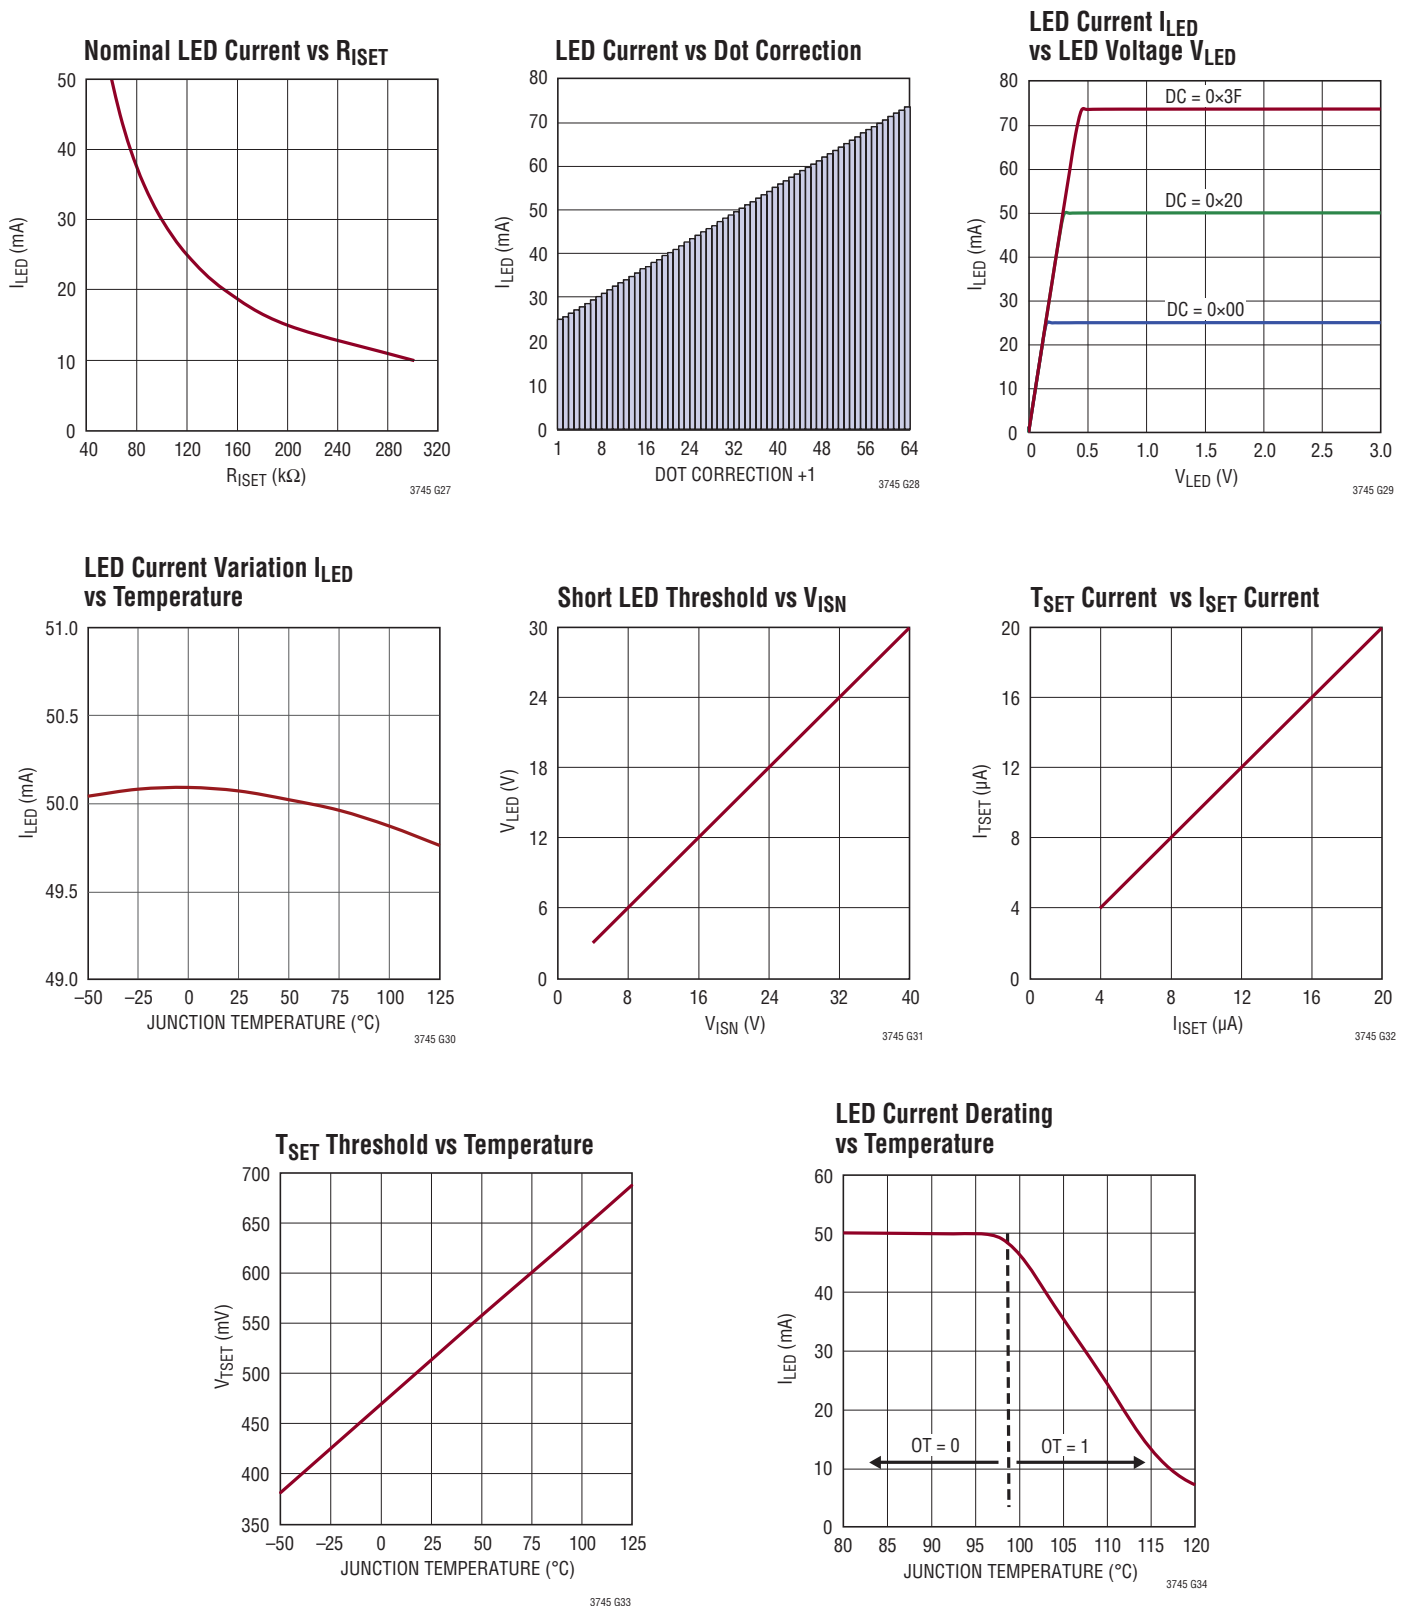 Nominal LED Current vs RISET
50
40
30
20
10
0
40 80 120 160 200 240 280 320
ILED (mA)
RISET (kΩ)
3745 G27
LED Current vs Dot Correction
80
70
60
50
40
30
20
10
0
1 8 16 24 32 40 48 56 64
ILED (mA)
DOT CORRECTION +1
3745 G28
LED Current ILED
vs LED Voltage VLED
80
70
60
50
40
30
20
10
0
DC = 0×3F
DC = 0×20
DC = 0×00
0 0.5 1.0 1.5 2.0 2.5 3.0
ILED (mA)
VLED (V)
3745 G29
LED Current Variation ILED
vs Temperature
51.0
50.5
50.0
49.5
49.0
–50 –25 0 25 50 75 100 125
ILED (mA)
JUNCTION TEMPERATURE (°C)
3745 G30
Short LED Threshold vs VISN
30
24
18
12
6
0
0 8 16 24 32 40
VLED (V)
VISN (V)
3745 G31
TSET Current vs ISET Current
20
16
12
8
4
0
0 4 8 12 16 20
ITSET (µA)
IISET (µA)
3745 G32
TSET Threshold vs Temperature
700
650
600
550
500
450
400
350
–50 –25 0 25 50 75 100 125
VTSET (mV)
JUNCTION TEMPERATURE (°C)
3745 G33
LED Current Derating
vs Temperature
60
50
40
30
20
10
0
OT = 0
OT = 1
80 85 90 95 100 105 110 115 120
ILED (mA)
JUNCTION TEMPERATURE (°C)
3745 G34